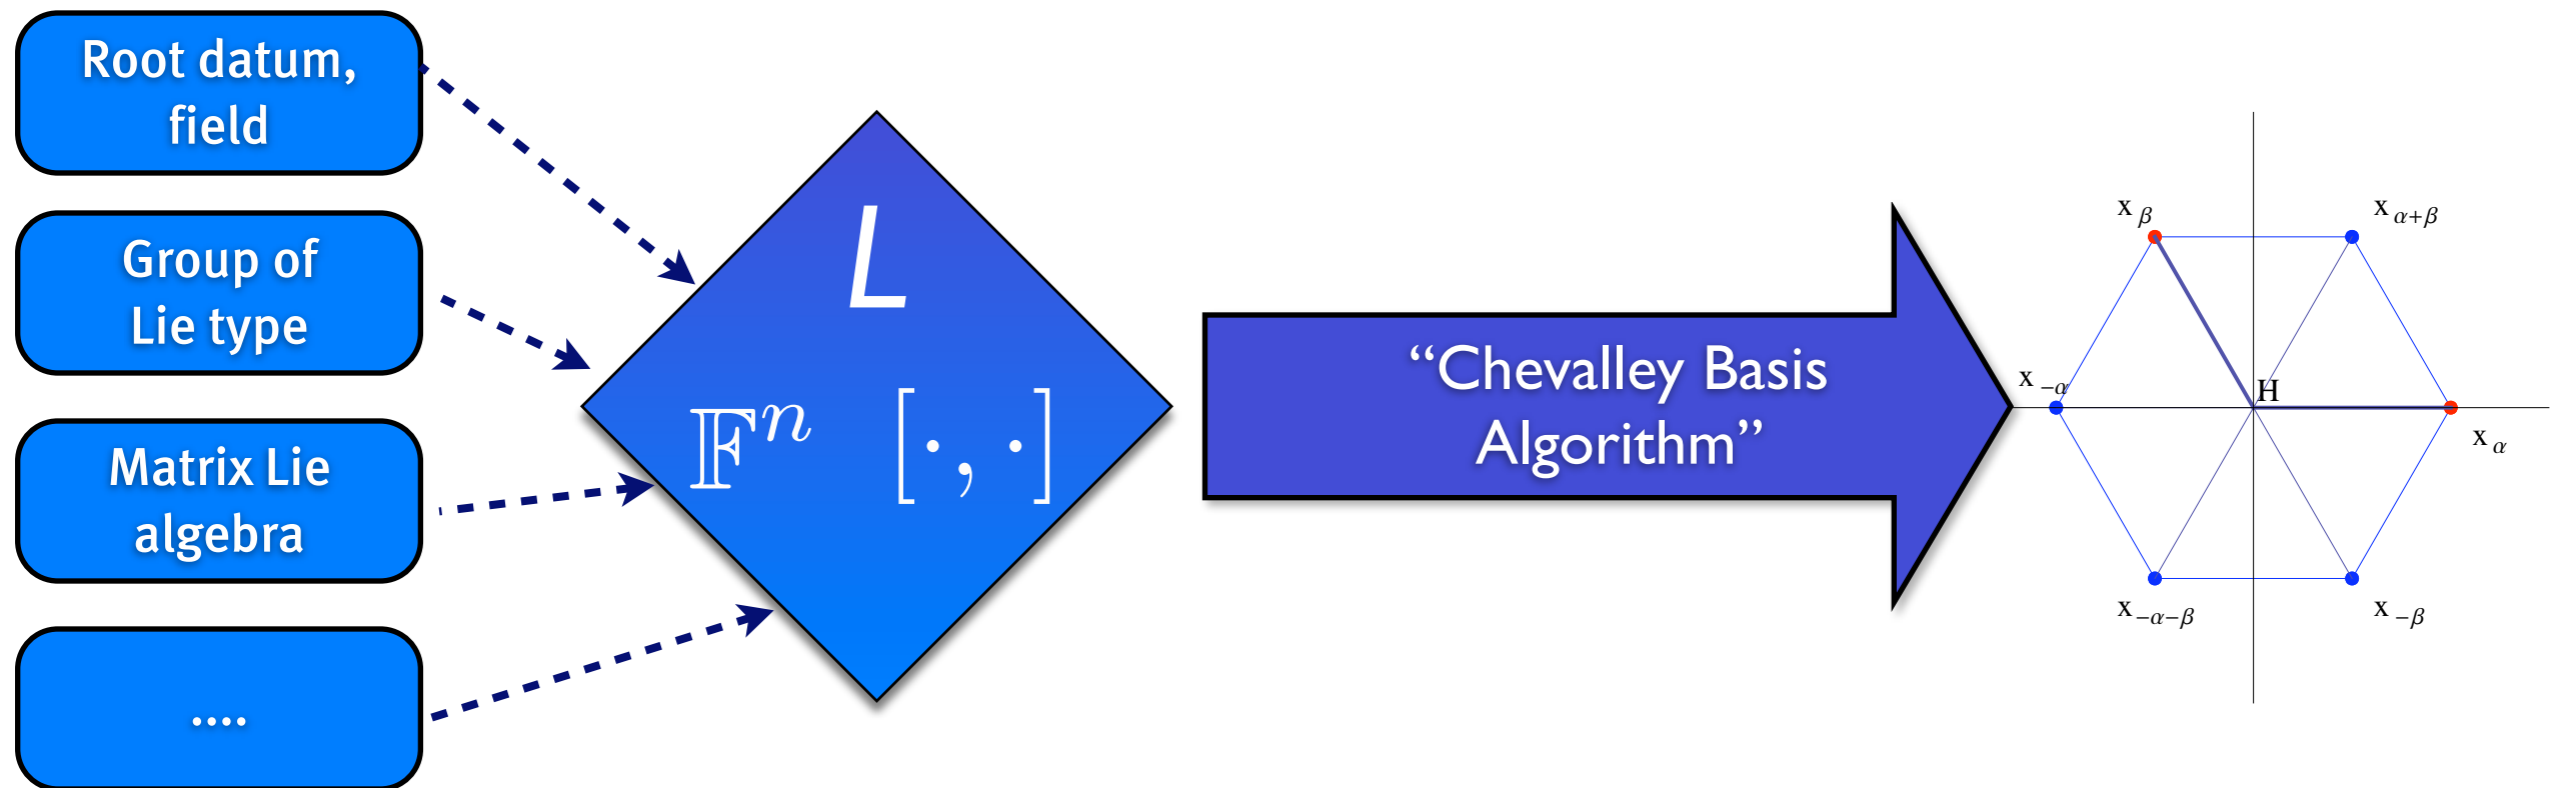 Root datum,
field
Group of
Lie type
Matrix Lie
algebra
....
L
𝔽ⁿ [·, ·]
“Chevalley Basis
Algorithm”
x β
x α+β
x −α
H
x α
x −α−β
x −β